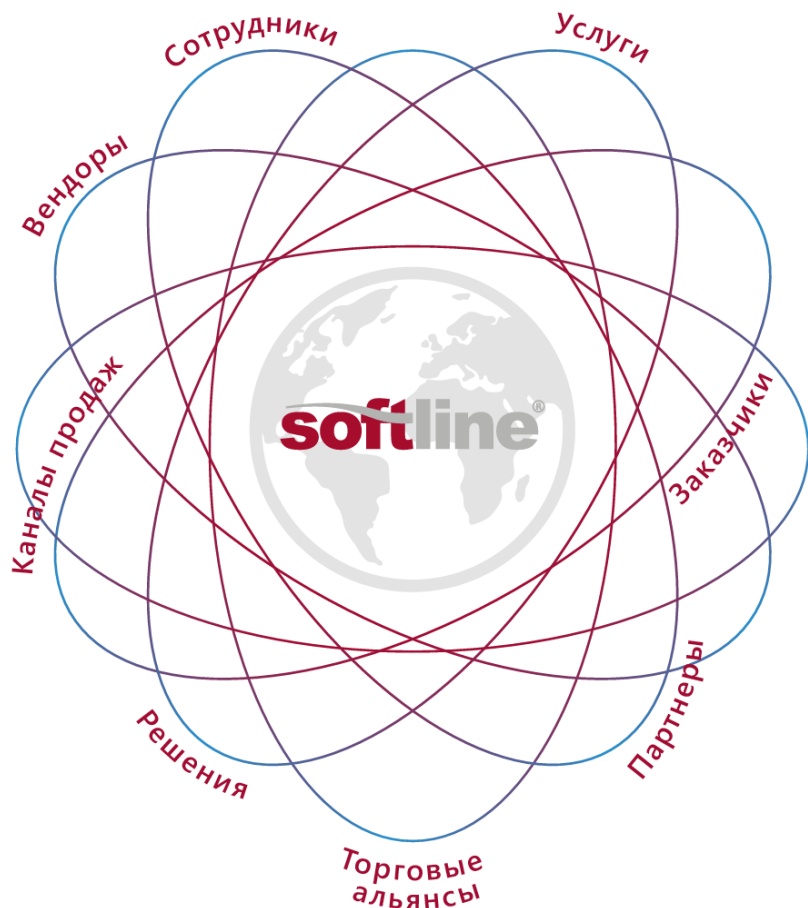 Сотрудники
Услуги
Вендоры
Каналы продаж
softline®
Заказчики
Партнеры
Решения
Торговые
альянсы